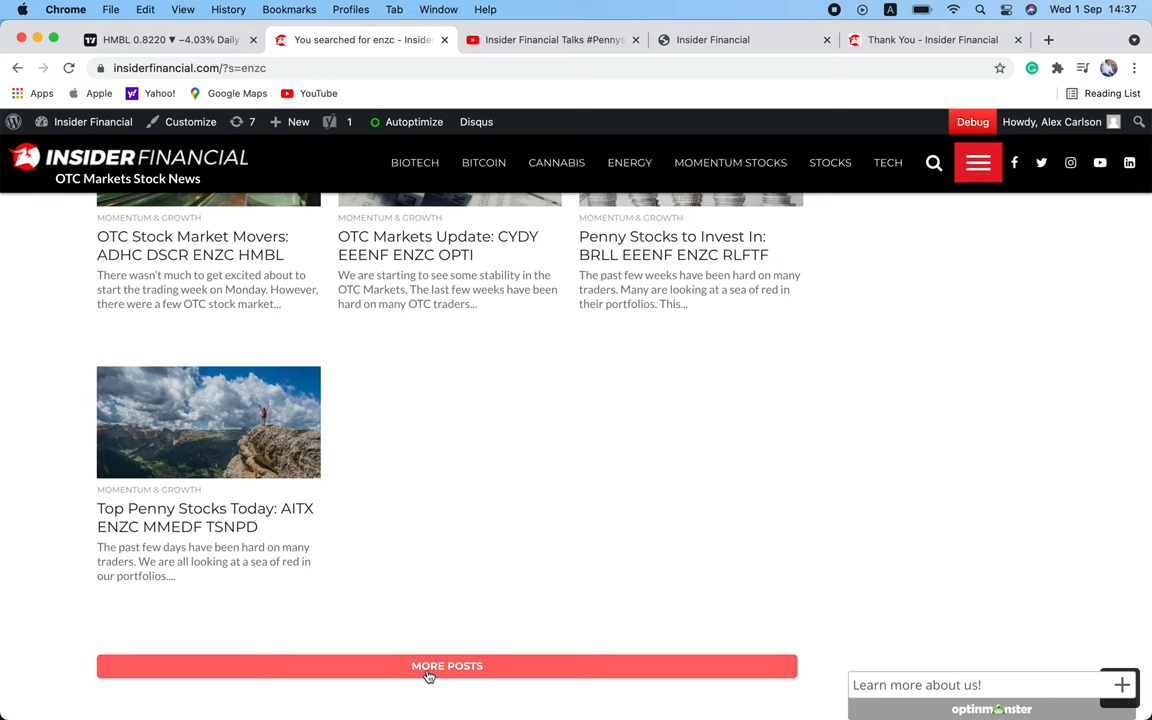 Chrome File Edit View History Bookmarks Profiles Tab Window Help A Wed 1 Sep 14:37
HMBL 0.8220 ▼ −4.03% Daily You searched for enzc - Inside Insider Financial Talks #Pennys Insider Financial Thank You - Insider Financial
insiderfinancial.com/?s=enzc
Apps Apple Yahoo! Google Maps YouTube Reading List
Insider Financial Customize 7 New 1 Autoptimize Disqus Debug Howdy, Alex Carlson
INSIDERFINANCIAL BIOTECH BITCOIN CANNABIS ENERGY MOMENTUM STOCKS STOCKS TECH
OTC Markets Stock News
MOMENTUM & GROWTH
OTC Stock Market Movers:
ADHC DSCR ENZC HMBL
There wasn't much to get excited about to
start the trading week on Monday. However,
there were a few OTC stock market...
MOMENTUM & GROWTH
OTC Markets Update: CYDY
EEENF ENZC OPTI
We are starting to see some stability in the
OTC Markets. The last few weeks have been
hard on many OTC traders...
MOMENTUM & GROWTH
Penny Stocks to Invest In:
BRLL EEENF ENZC RLFTF
The past few weeks have been hard on many
traders. Many are looking at a sea of red in
their portfolios. This...
MOMENTUM & GROWTH
Top Penny Stocks Today: AITX
ENZC MMEDF TSNPD
The past few days have been hard on many
traders. We are all looking at a sea of red in
our portfolios....
MORE POSTS
Learn more about us!
optinmonster